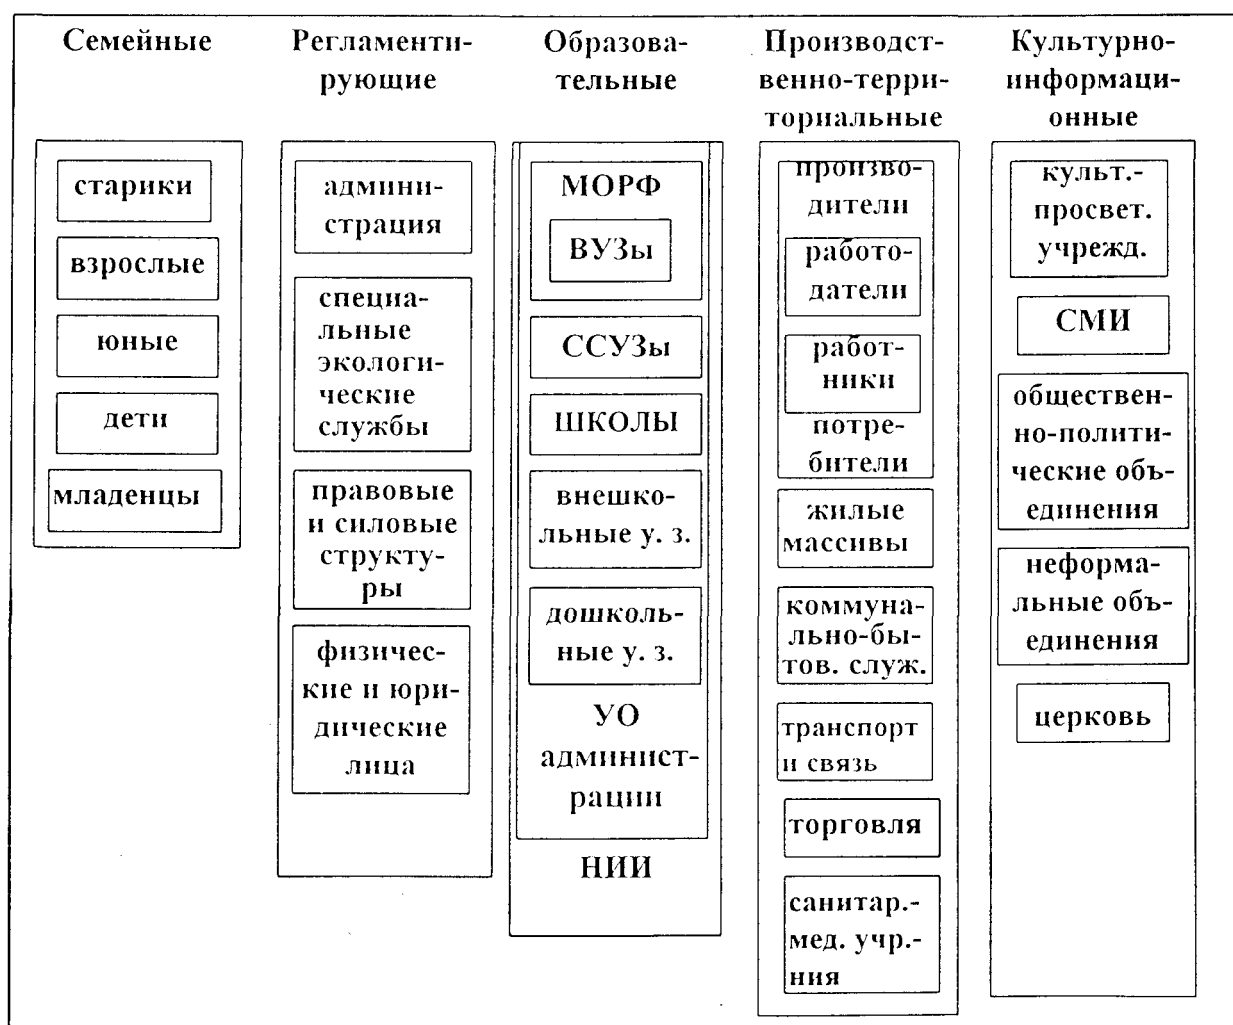 Семейные
Регламенти-
рующие
Образова-
тельные
Производст-
венно-терри-
ториальные
Культурно-
информаци-
онные
старики
взрослые
юные
дети
младенцы
админи-
страция
специа-
льные
экологи-
ческие
службы
правовые
и силовые
структу-
ры
физичес-
кие и юри-
дические
лица
МОРФ
ВУЗы
ССУЗы
ШКОЛЫ
внешко-
льные у. з.
дошколь-
ные у. з.
УО
админист-
рации
НИИ
произво-
дители
работо-
датели
работ-
ники
потре-
бители
жилые
массивы
коммуна-
льно-бы-
тов. служ.
транспорт
и связь
торговля
санитар.-
мед. учр.-
ния
культ.-
просвет.
учрежд.
СМИ
обществен-
но-полити-
ческие объ-
единения
неформа-
льные объ-
единения
церковь